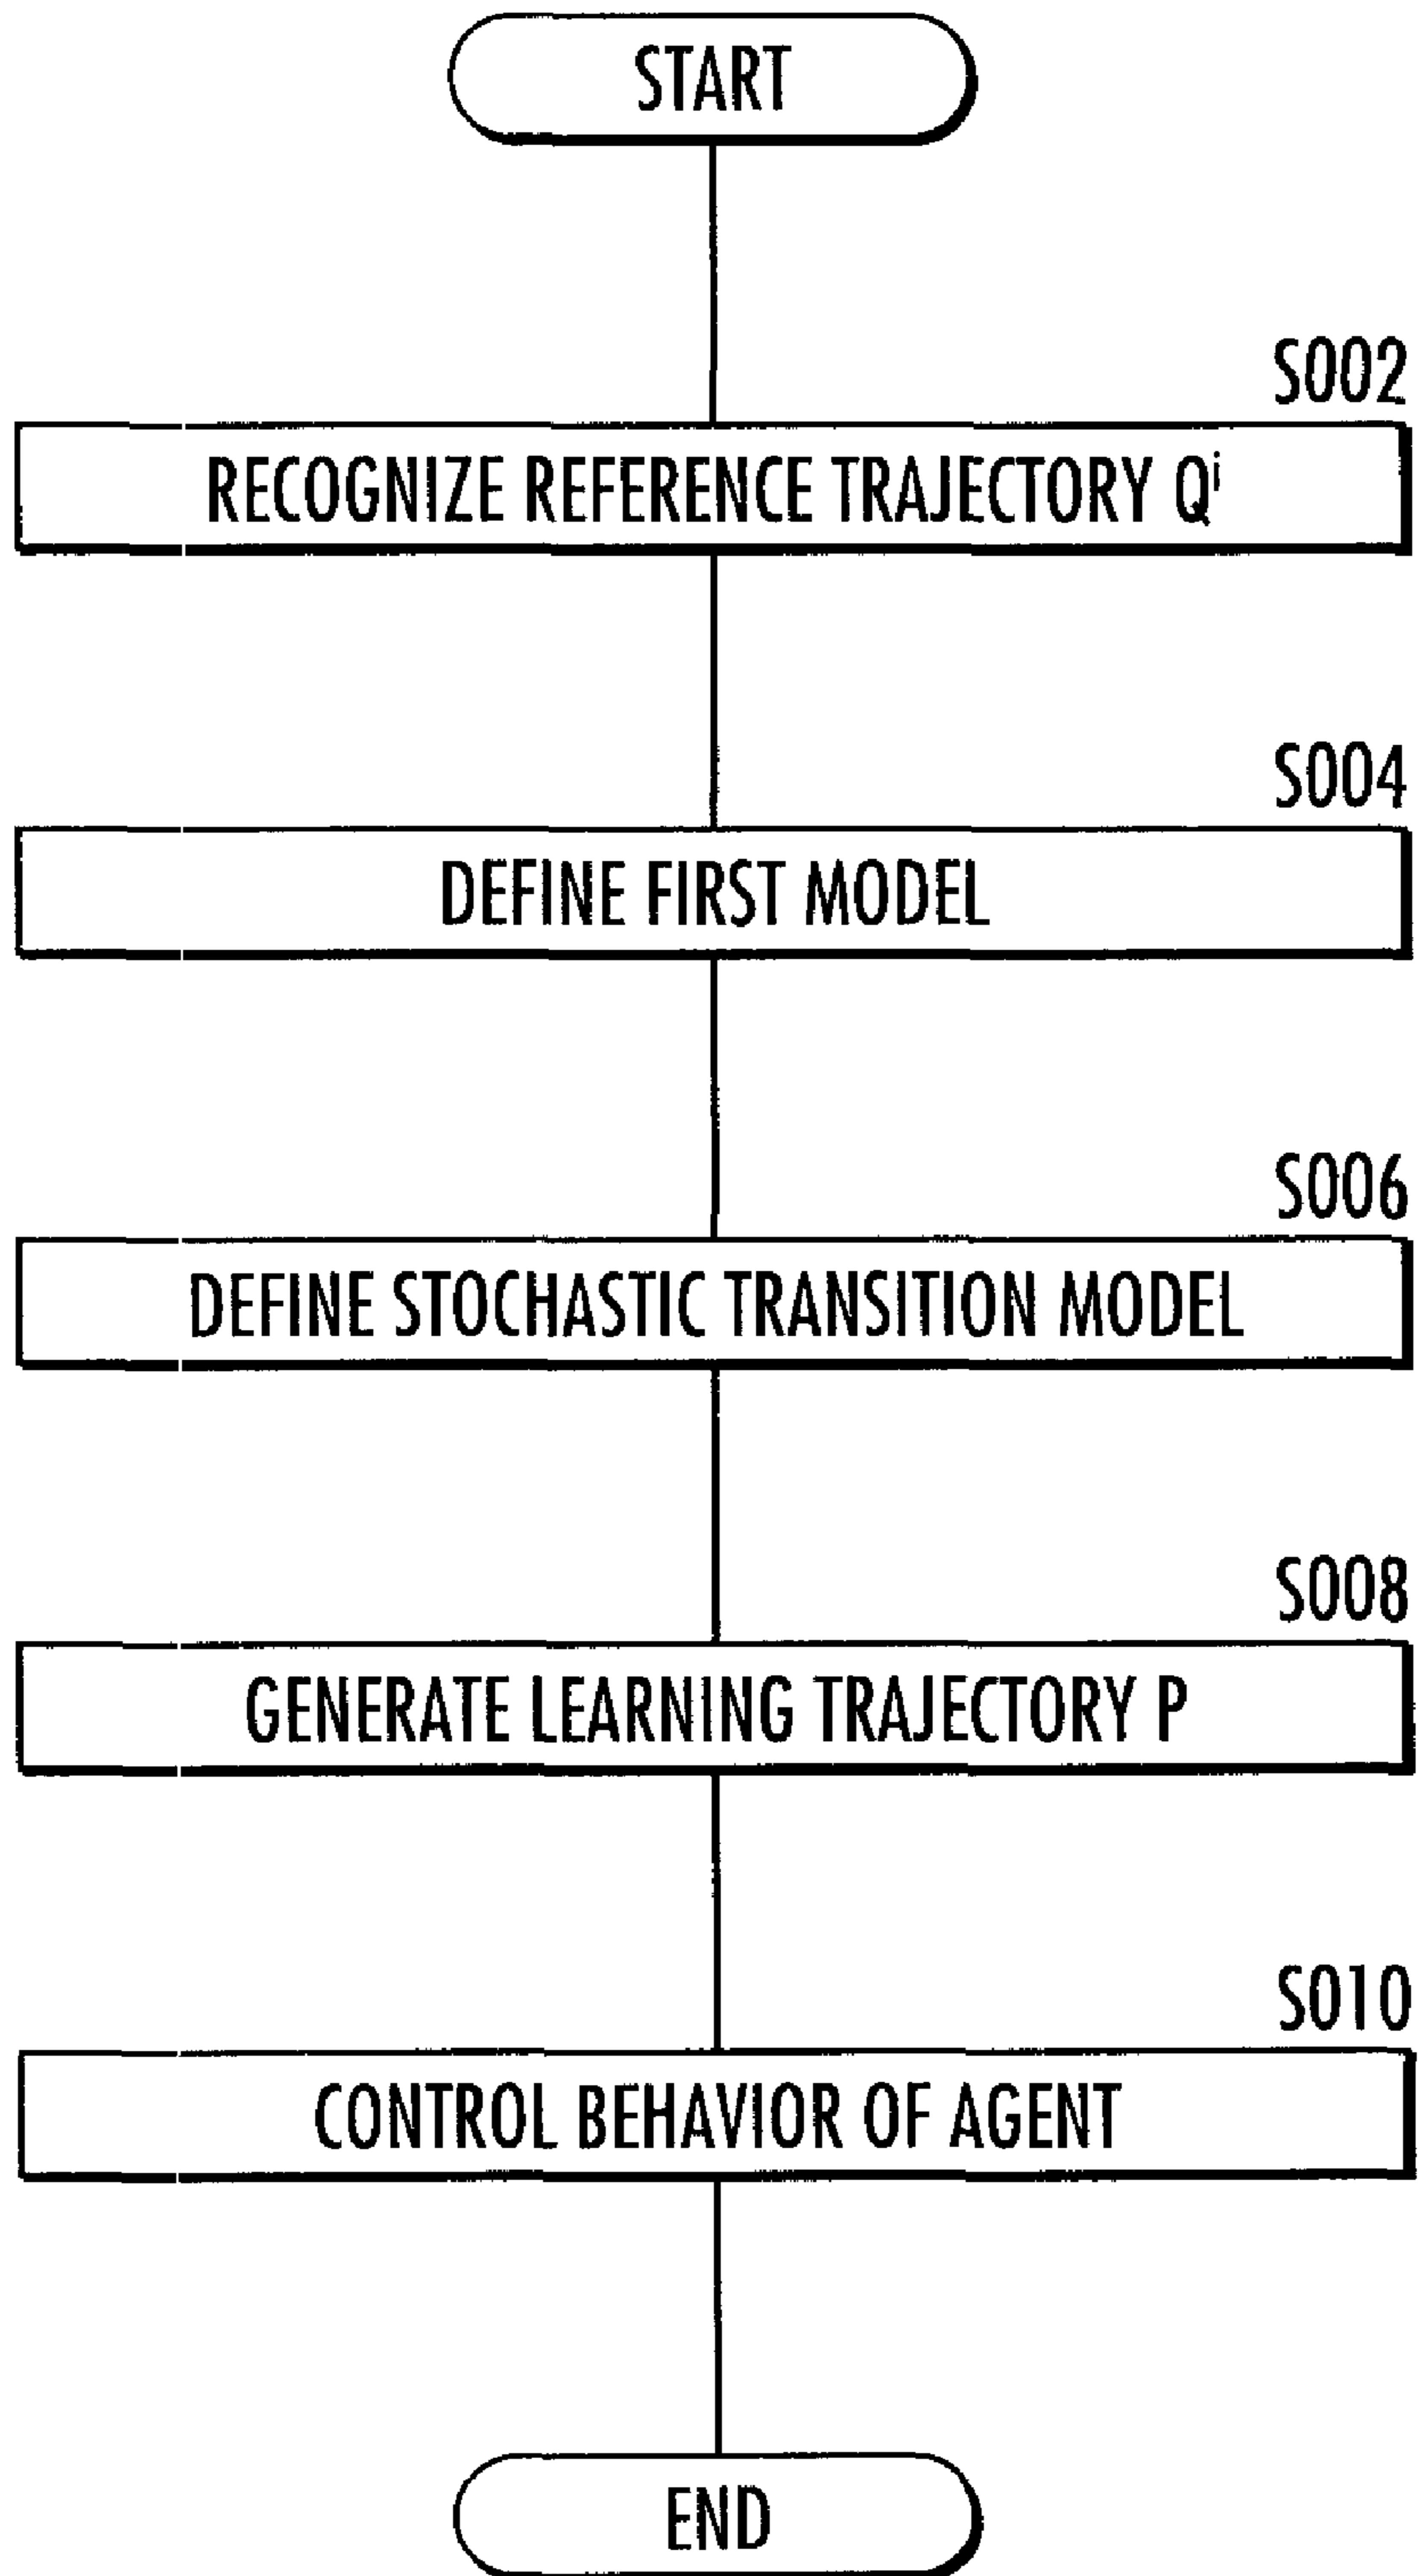 START
S002
RECOGNIZE REFERENCE TRAJECTORY Qⁱ
S004
DEFINE FIRST MODEL
S006
DEFINE STOCHASTIC TRANSITION MODEL
S008
GENERATE LEARNING TRAJECTORY P
S010
CONTROL BEHAVIOR OF AGENT
END